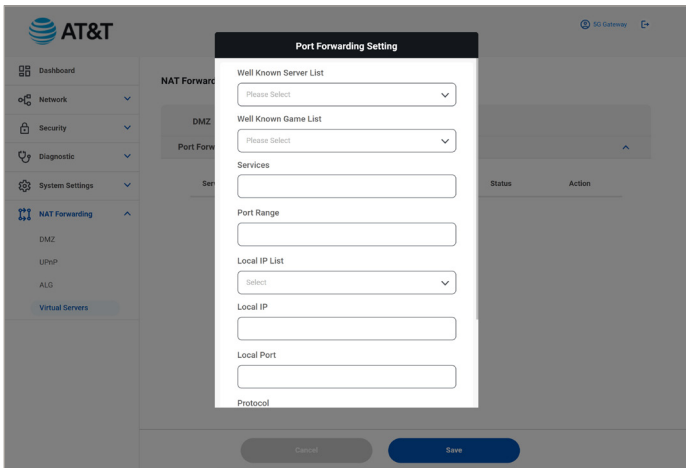 AT&T
5G Gateway
Port Forwarding Setting
Dashboard
Well Known Server List
NAT Forward
Please Select
Network
Well Known Game List
DMZ
Security
Please Select
Port Forw
Diagnostic
Services
System Settings
Ser
Status
Action
Port Range
NAT Forwarding
DMZ
Local IP List
UPnP
Select
ALG
Local IP
Virtual Servers
Local Port
Protocol
Cancel
Save